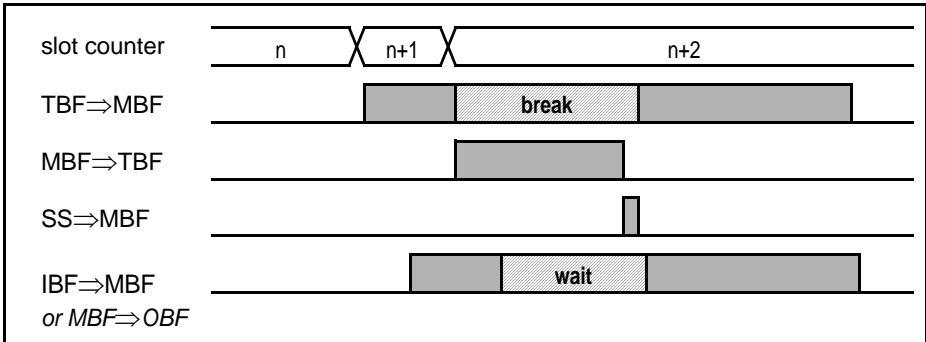 slot counter n n+1 n+2
TBF⇒MBF break
MBF⇒TBF
SS⇒MBF
IBF⇒MBF wait
or MBF⇒OBF